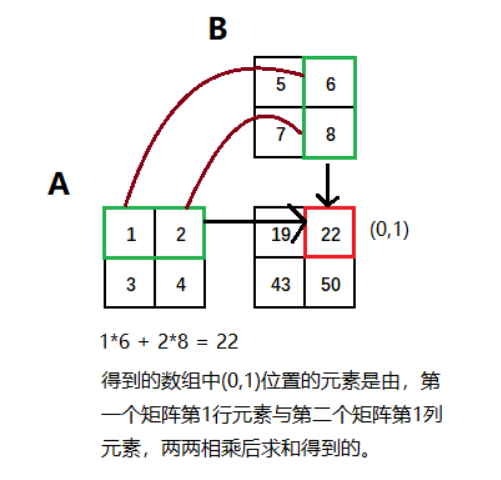 B
5 6
7 8
A
1 2
3 4
19 22
43 50
(0,1)
1*6 + 2*8 = 22
得到的数组中(0,1)位置的元素是由，第
一个矩阵第1行元素与第二个矩阵第1列
元素，两两相乘后求和得到的。